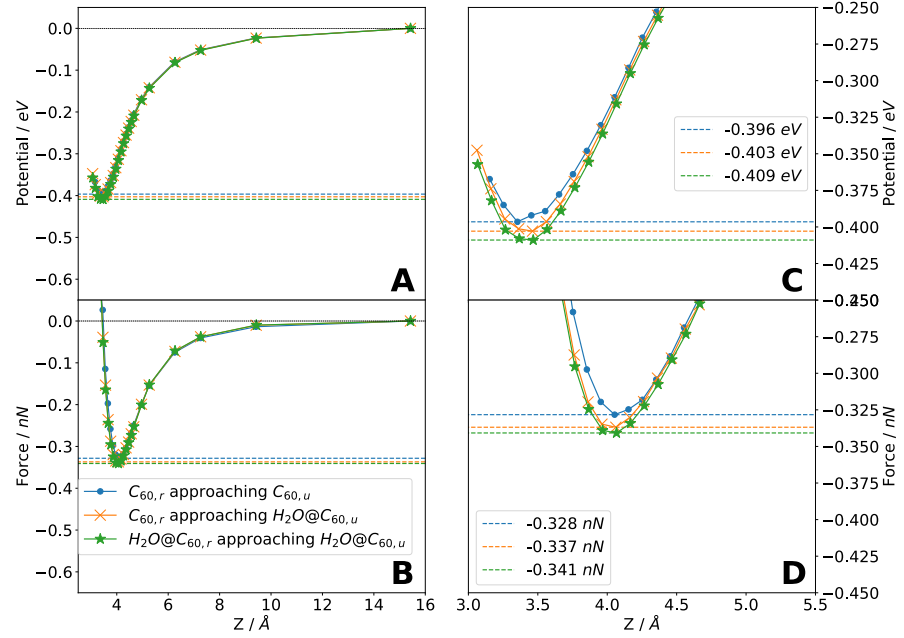 A
0.0
−0.1
−0.2
−0.3
−0.4
−0.5
−0.6
Potential / eV
C
−0.250
−0.275
−0.300
−0.325
−0.350
−0.375
−0.400
−0.425
Potential / eV
-0.396 eV
-0.403 eV
-0.409 eV
B
0.0
−0.1
−0.2
−0.3
−0.4
−0.5
−0.6
Force / nN
C60,r approaching C60,u
C60,r approaching H2O@C60,u
H2O@C60,r approaching H2O@C60,u
4 6 8 10 12 14 16
Z / Å
D
−0.300
−0.325
−0.350
−0.375
−0.400
−0.425
−0.450
Force / nN
-0.328 nN
-0.337 nN
-0.341 nN
3.0 3.5 4.0 4.5 5.0 5.5
Z / Å